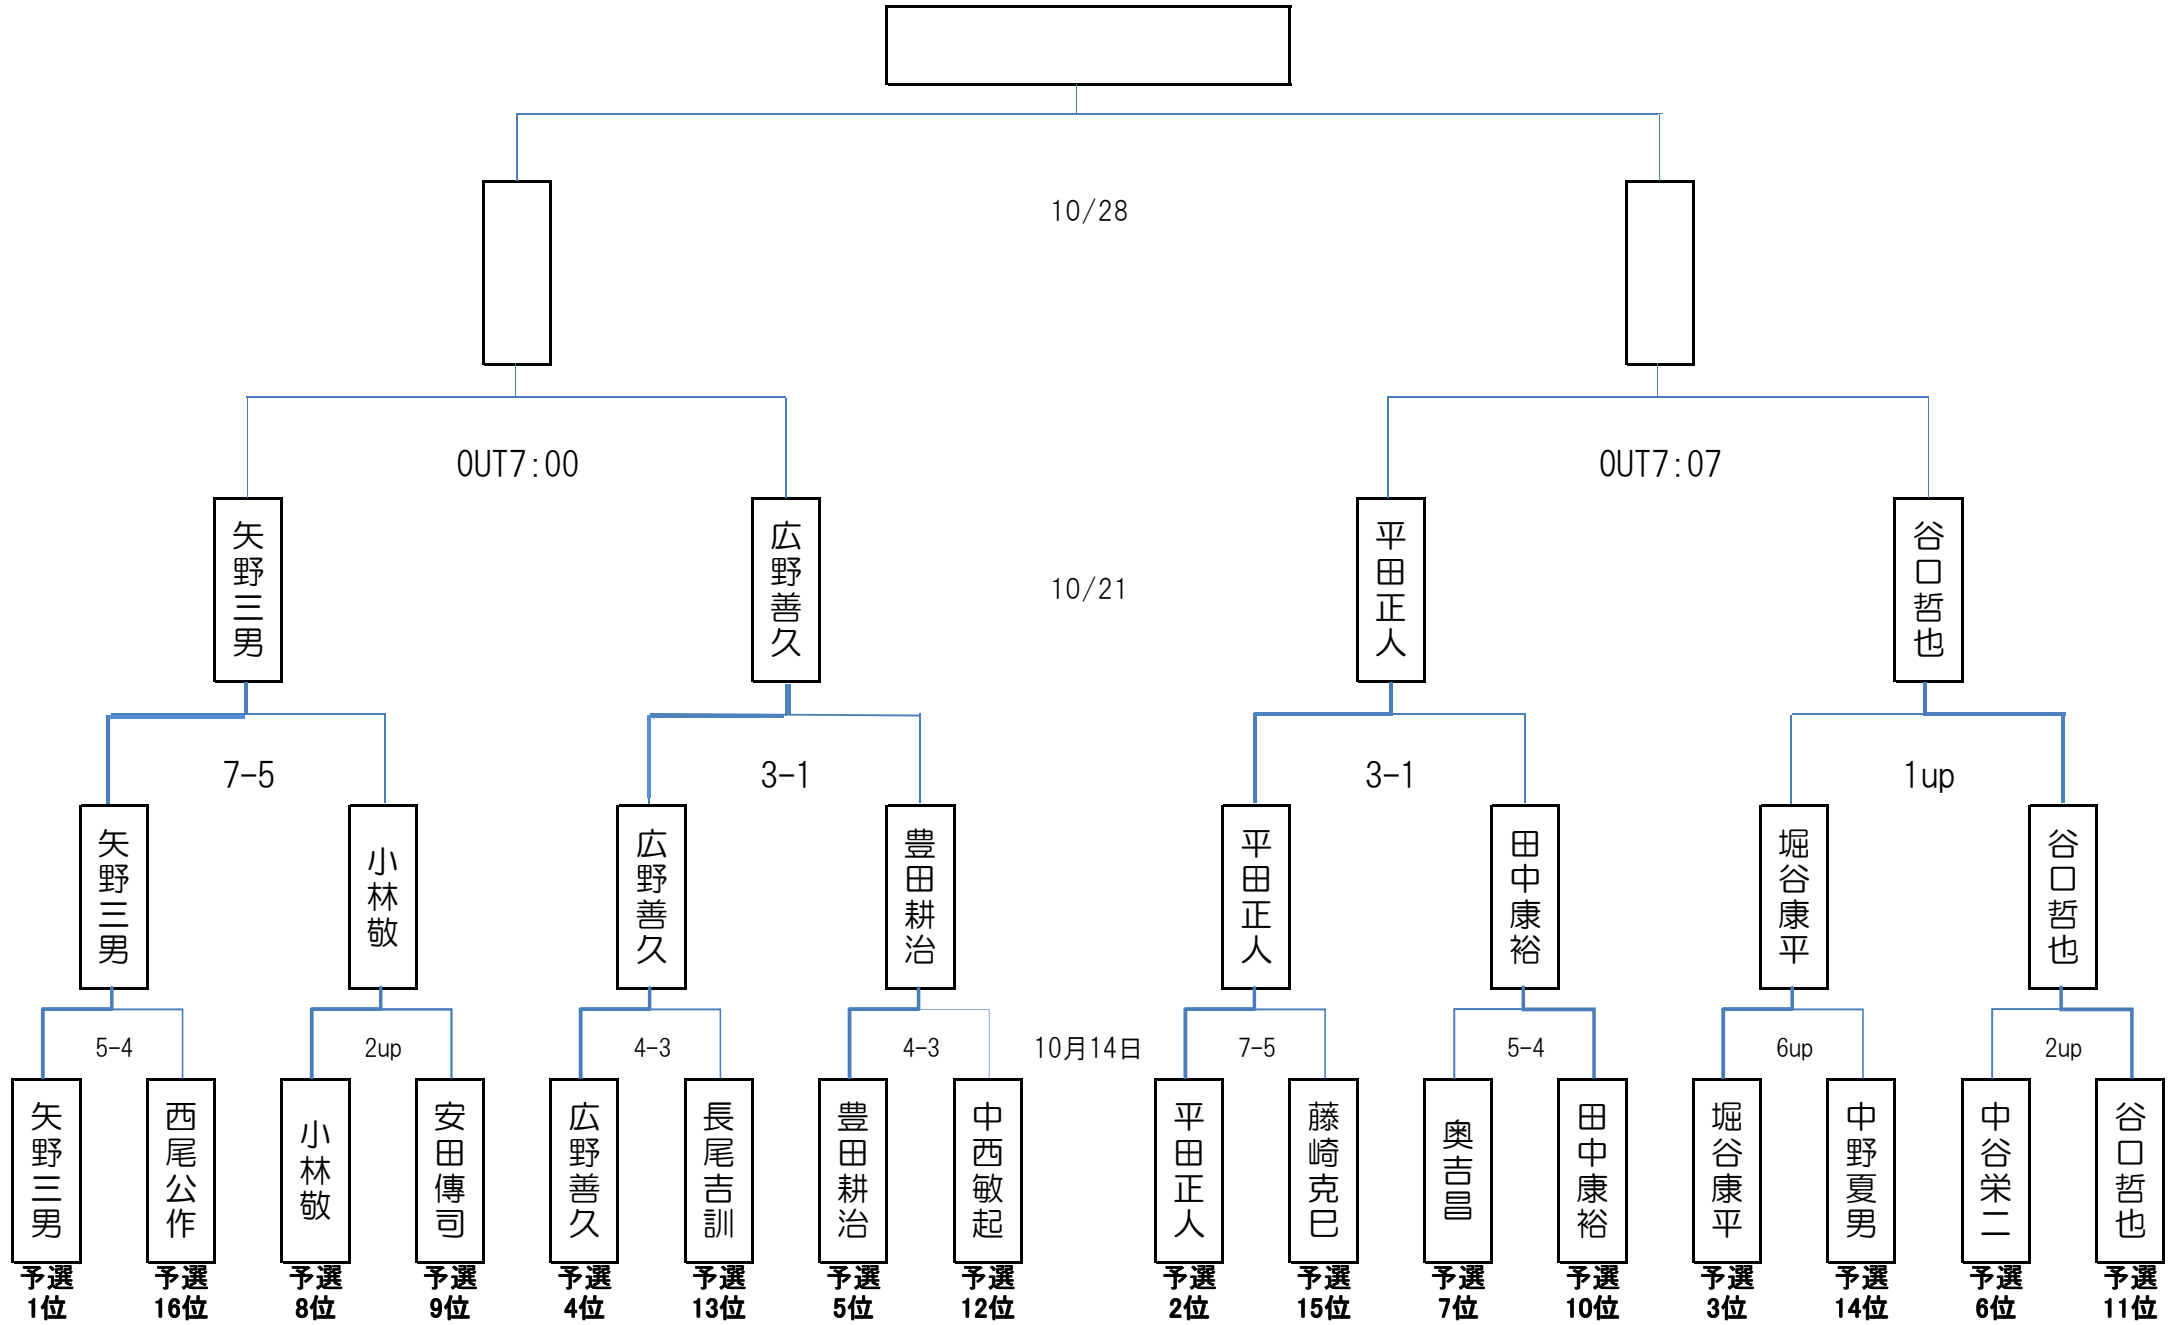 10/28
OUT7:00
OUT7:07
矢野三男
広野善久
10/21
平田正人
谷口哲也
7-5
3-1
3-1
1up
矢野三男
小林敬
広野善久
豊田耕治
平田正人
田中康裕
堀谷康平
谷口哲也
5-4
2up
4-3
4-3
10月14日
7-5
5-4
6up
2up
矢野三男
西尾公作
小林敬
安田傳司
広野善久
長尾吉訓
豊田耕治
中西敏起
平田正人
藤崎克巳
奥吉昌
田中康裕
堀谷康平
中野夏男
中谷栄二
谷口哲也
予選
1位
予選
16位
予選
8位
予選
9位
予選
4位
予選
13位
予選
5位
予選
12位
予選
2位
予選
15位
予選
7位
予選
10位
予選
3位
予選
14位
予選
6位
予選
11位